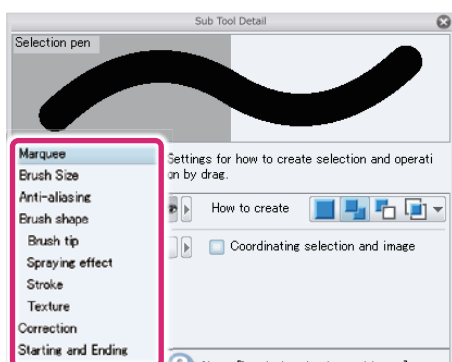 Sub Tool Detail
Selection pen
Marquee
Brush Size
Anti-aliasing
Brush shape
Brush tip
Spraying effect
Stroke
Texture
Correction
Starting and Ending
Settings for how to create selection and operati
on by drag.
How to create
Coordinating selection and image